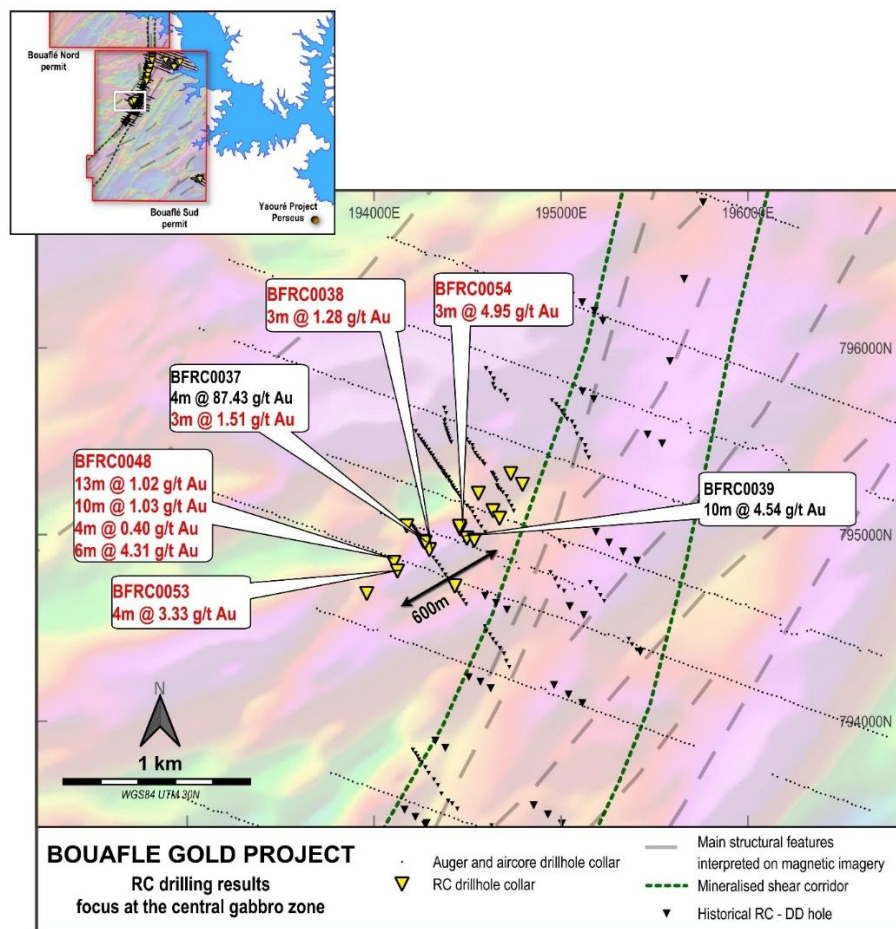 Bouaflé Nord
permit
Bouaflé Sud
permit
Yaouré Project
Perseus
194000E
195000E
196000E
796000N
795000N
794000N
BFRC0038
3m @ 1.28 g/t Au
BFRC0054
3m @ 4.95 g/t Au
BFRC0037
4m @ 87.43 g/t Au
3m @ 1.51 g/t Au
BFRC0048
13m @ 1.02 g/t Au
10m @ 1.03 g/t Au
4m @ 0.40 g/t Au
6m @ 4.31 g/t Au
BFRC0039
10m @ 4.54 g/t Au
BFRC0053
4m @ 3.33 g/t Au
600m
N
1 km
WGS84 UTM 30N
BOUAFLE GOLD PROJECT
RC drilling results
focus at the central gabbro zone
Auger and aircore drillhole collar
RC drillhole collar
Main structural features
interpreted on magnetic imagery
Mineralised shear corridor
Historical RC - DD hole